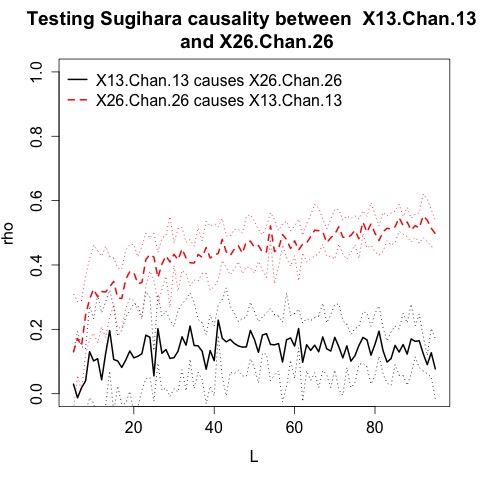 Testing Sugihara causality between  X13.Chan.13
and X26.Chan.26
X13.Chan.13 causes X26.Chan.26
X26.Chan.26 causes X13.Chan.13
1.0
0.8
0.6
0.4
0.2
0.0
rho
20 40 60 80
L